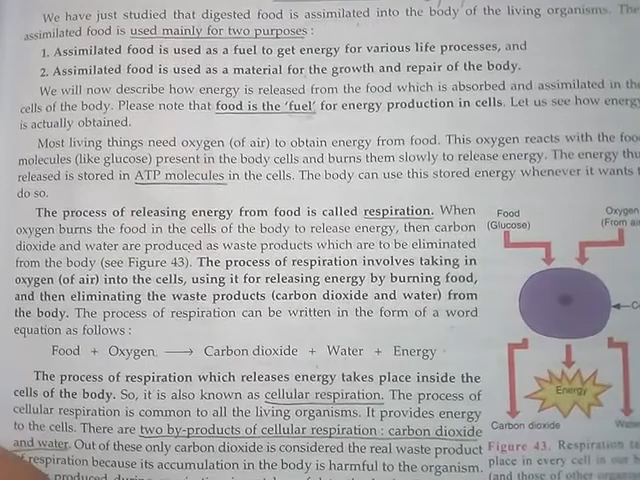 We have just studied that digested food is assimilated into the body of the living organisms. The
assimilated food is used mainly for two purposes :
1. Assimilated food is used as a fuel to get energy for various life processes, and
2. Assimilated food is used as a material for the growth and repair of the body.
We will now describe how energy is released from the food which is absorbed and assimilated in the
cells of the body. Please note that food is the 'fuel' for energy production in cells. Let us see how energy
is actually obtained.
Most living things need oxygen (of air) to obtain energy from food. This oxygen reacts with the
molecules (like glucose) present in the body cells and burns them slowly to release energy. The energy
released is stored in ATP molecules in the cells. The body can use this stored energy whenever it wants
do so.
The process of releasing energy from food is called respiration. When
oxygen burns the food in the cells of the body to release energy, then carbon
dioxide and water are produced as waste products which are to be eliminated
from the body (see Figure 43). The process of respiration involves taking in
oxygen (of air) into the cells, using it for releasing energy by burning food,
and then eliminating the waste products (carbon dioxide and water) from
the body. The process of respiration can be written in the form of a word
equation as follows :
Food + Oxygen ⟶ Carbon dioxide + Water + Energy
The process of respiration which releases energy takes place inside the
cells of the body. So, it is also known as cellular respiration. The process of
cellular respiration is common to all the living organisms. It provides energy
to the cells. There are two by-products of cellular respiration : carbon dioxide
and water. Out of these only carbon dioxide is considered the real waste product
respiration because its accumulation in the body is harmful to the organism.
Food
(Glucose)
Oxygen
(From
Energy
Carbon dioxide
Water
Figure 43. Respiration
place in every cell in
(and those of other